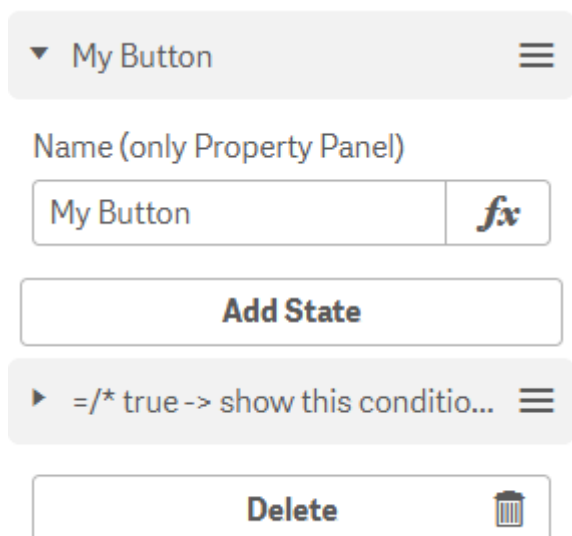 My Button
Name (only Property Panel)
My Button fx
Add State
=/* true -> show this conditio...
Delete